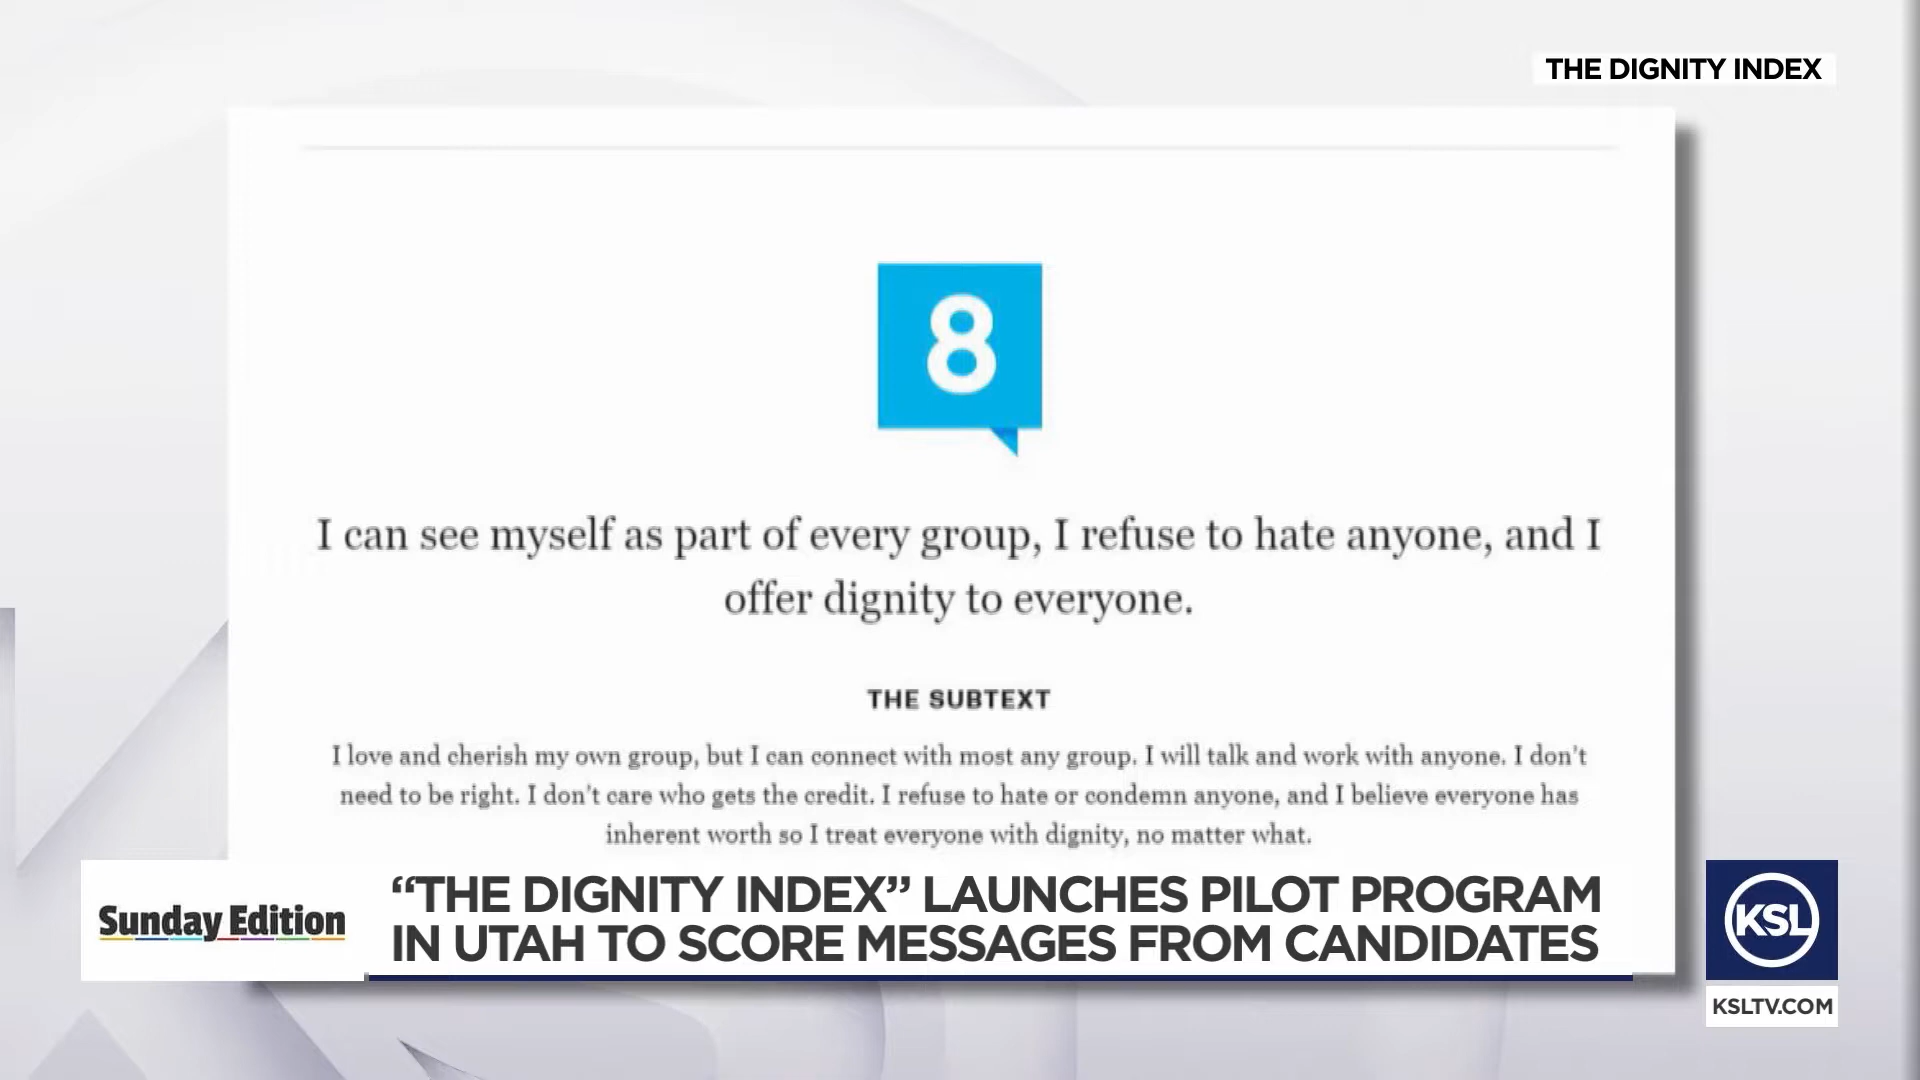 THE DIGNITY INDEX
8
I can see myself as part of every group, I refuse to hate anyone, and I
offer dignity to everyone.
THE SUBTEXT
I love and cherish my own group, but I can connect with most any group. I will talk and work with anyone. I don't
need to be right. I don't care who gets the credit. I refuse to hate or condemn anyone, and I believe everyone has
inherent worth so I treat everyone with dignity, no matter what.
Sunday Edition
“THE DIGNITY INDEX” LAUNCHES PILOT PROGRAM
IN UTAH TO SCORE MESSAGES FROM CANDIDATES
KSL
KSLTV.COM